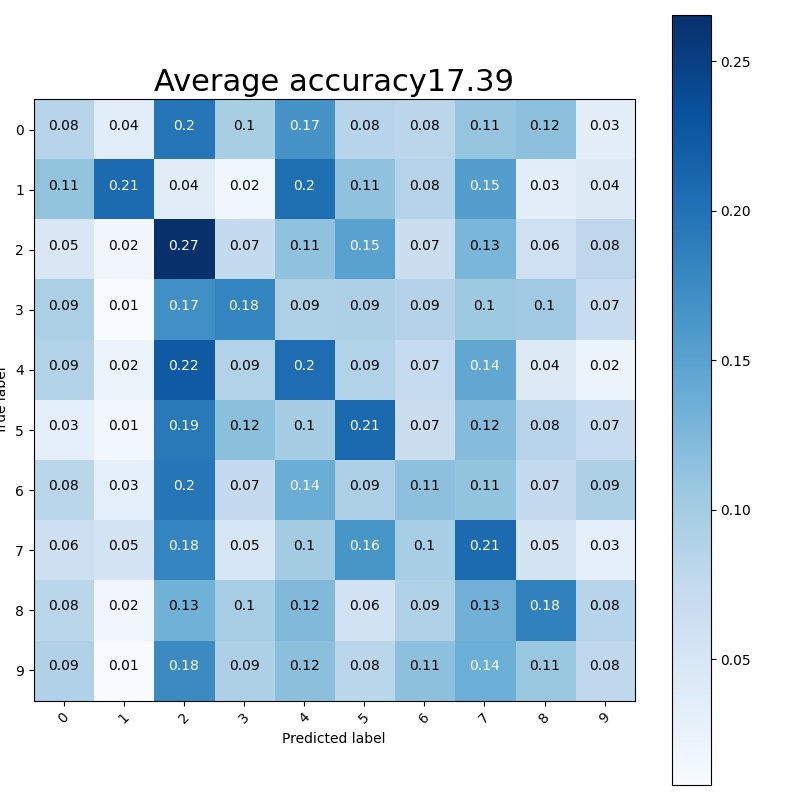 Average accuracy17.39
0 0.08 0.04 0.2 0.1 0.17 0.08 0.08 0.11 0.12 0.03
1 0.11 0.21 0.04 0.02 0.2 0.11 0.08 0.15 0.03 0.04
2 0.05 0.02 0.27 0.07 0.11 0.15 0.07 0.13 0.06 0.08
3 0.09 0.01 0.17 0.18 0.09 0.09 0.09 0.1 0.1 0.07
4 0.09 0.02 0.22 0.09 0.2 0.09 0.07 0.14 0.04 0.02
5 0.03 0.01 0.19 0.12 0.1 0.21 0.07 0.12 0.08 0.07
6 0.08 0.03 0.2 0.07 0.14 0.09 0.11 0.11 0.07 0.09
7 0.06 0.05 0.18 0.05 0.1 0.16 0.1 0.21 0.05 0.03
8 0.08 0.02 0.13 0.1 0.12 0.06 0.09 0.13 0.18 0.08
9 0.09 0.01 0.18 0.09 0.12 0.08 0.11 0.14 0.11 0.08
0 1 2 3 4 5 6 7 8 9
Predicted label
0.25
0.20
0.15
0.10
0.05